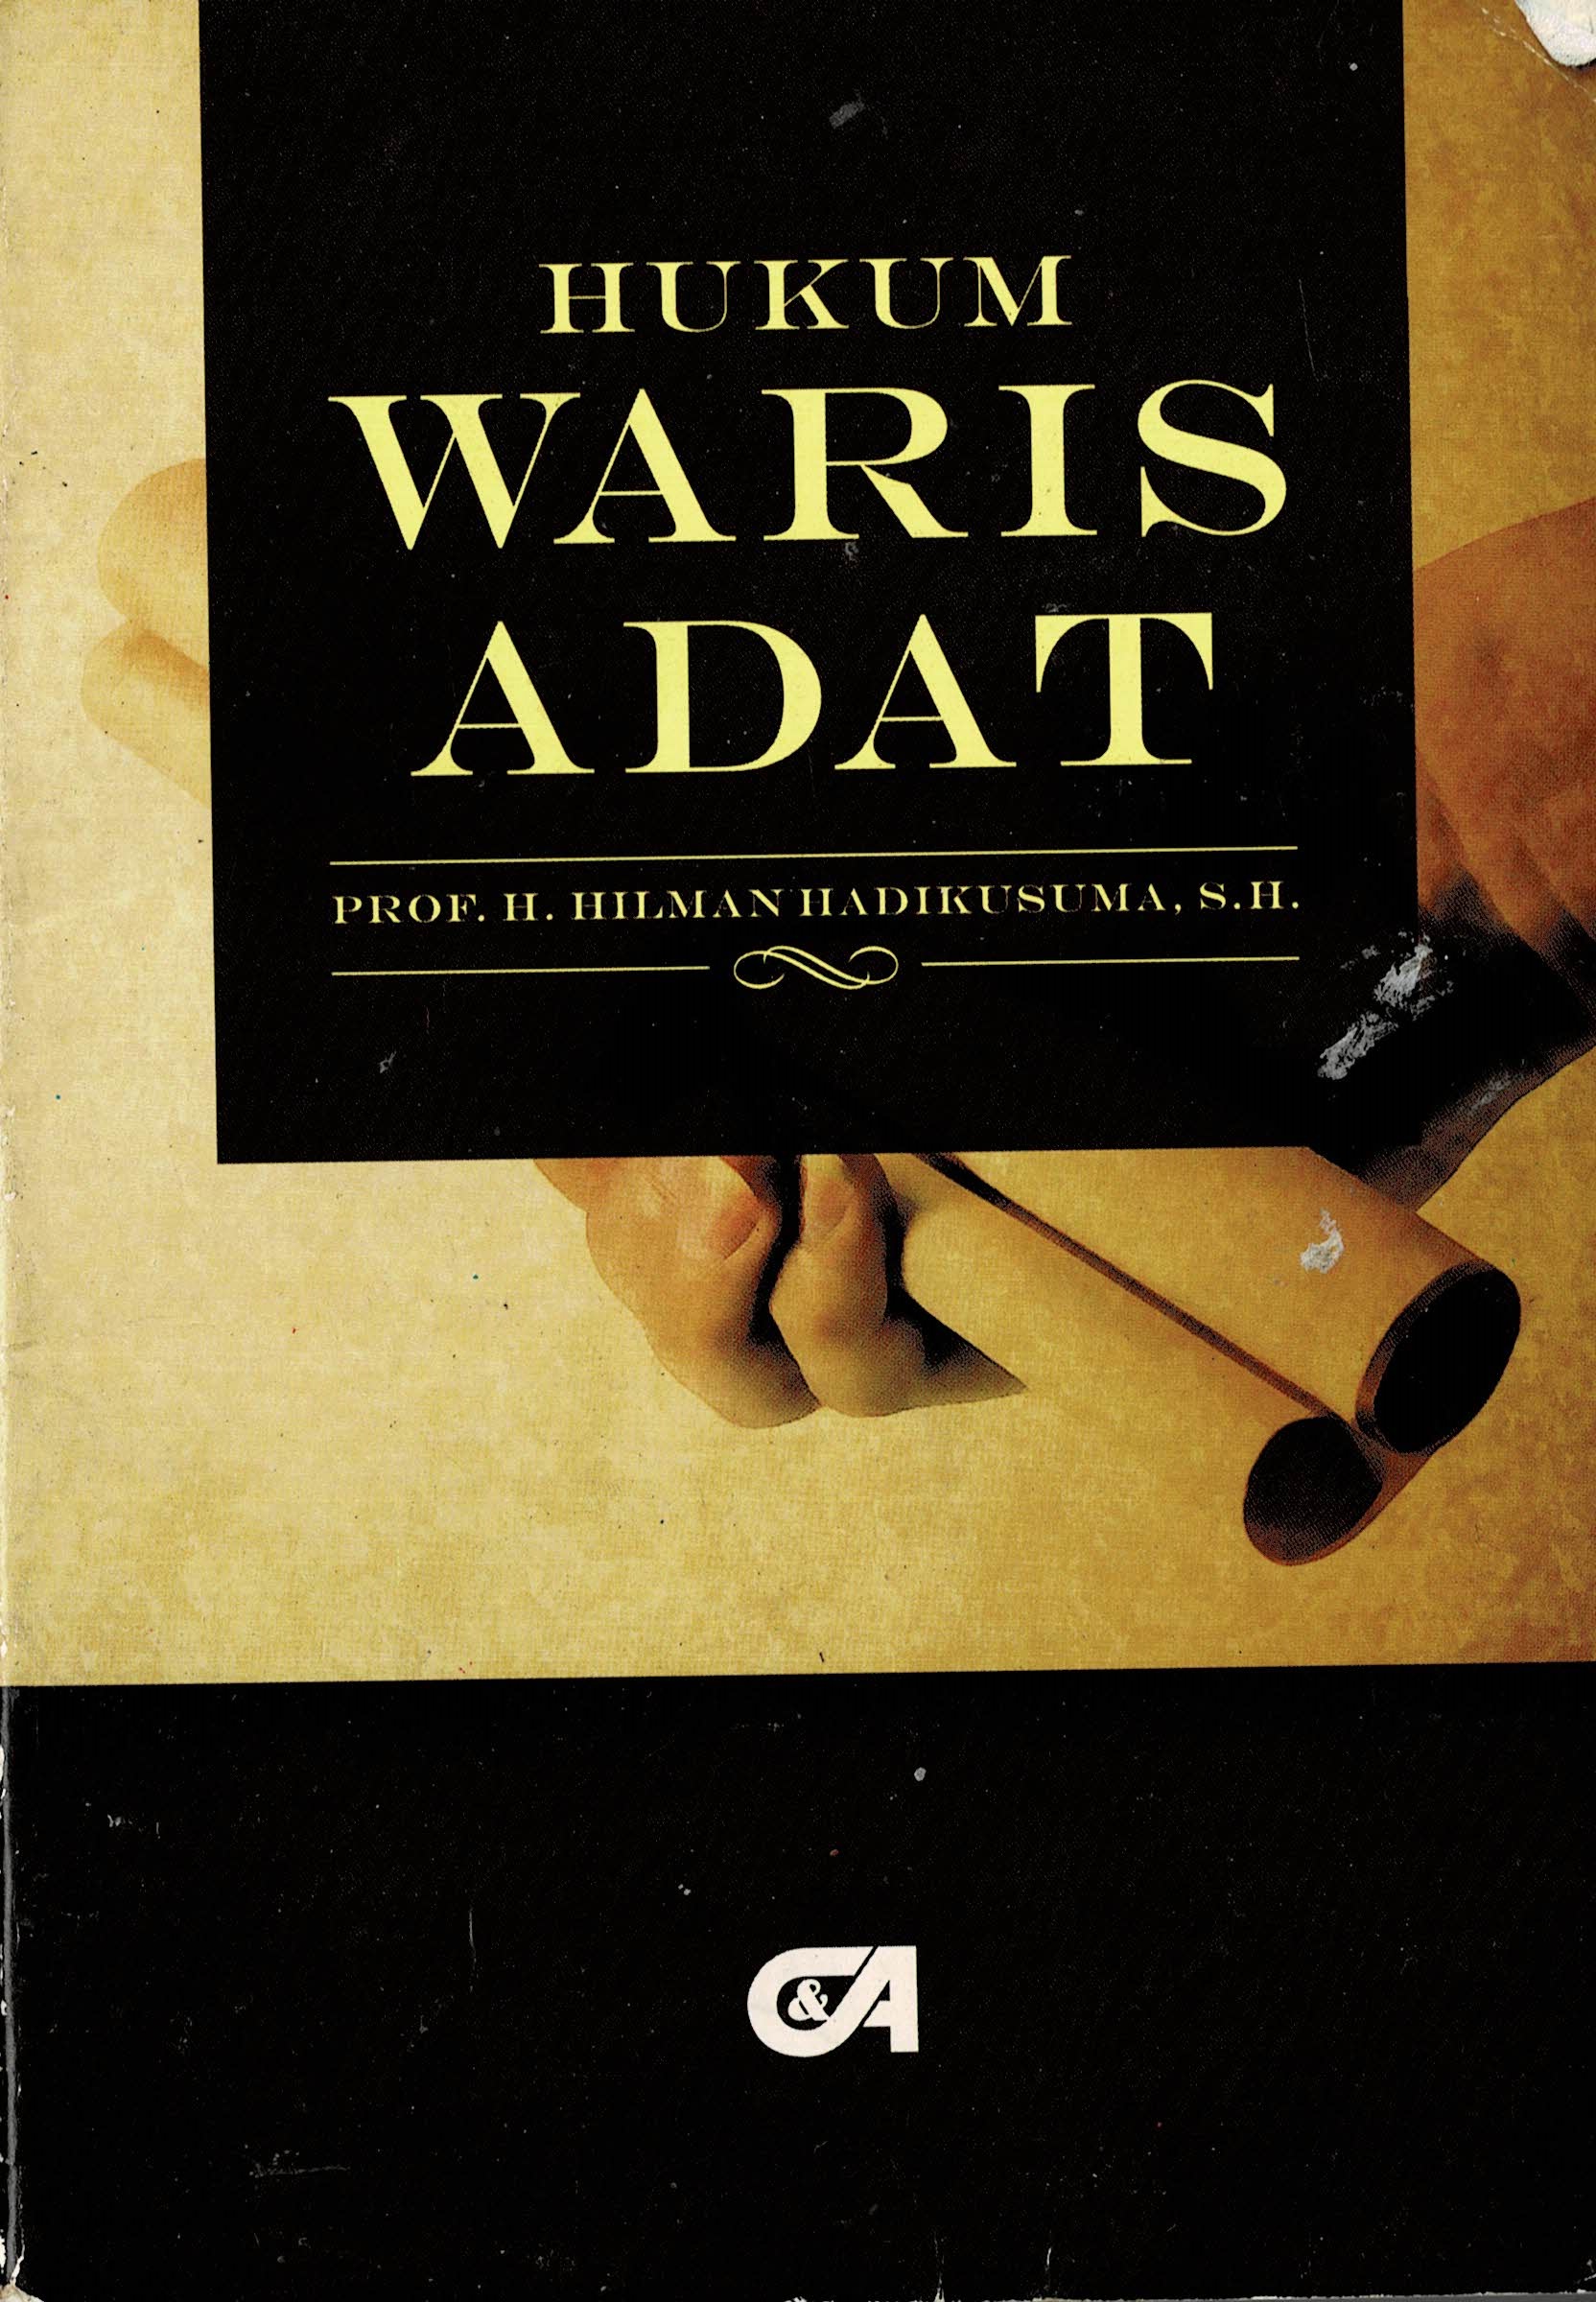 HUKUM
WARIS
ADAT
PROF. H. HILMAN HADIKUSUMA, S.H.
C&A